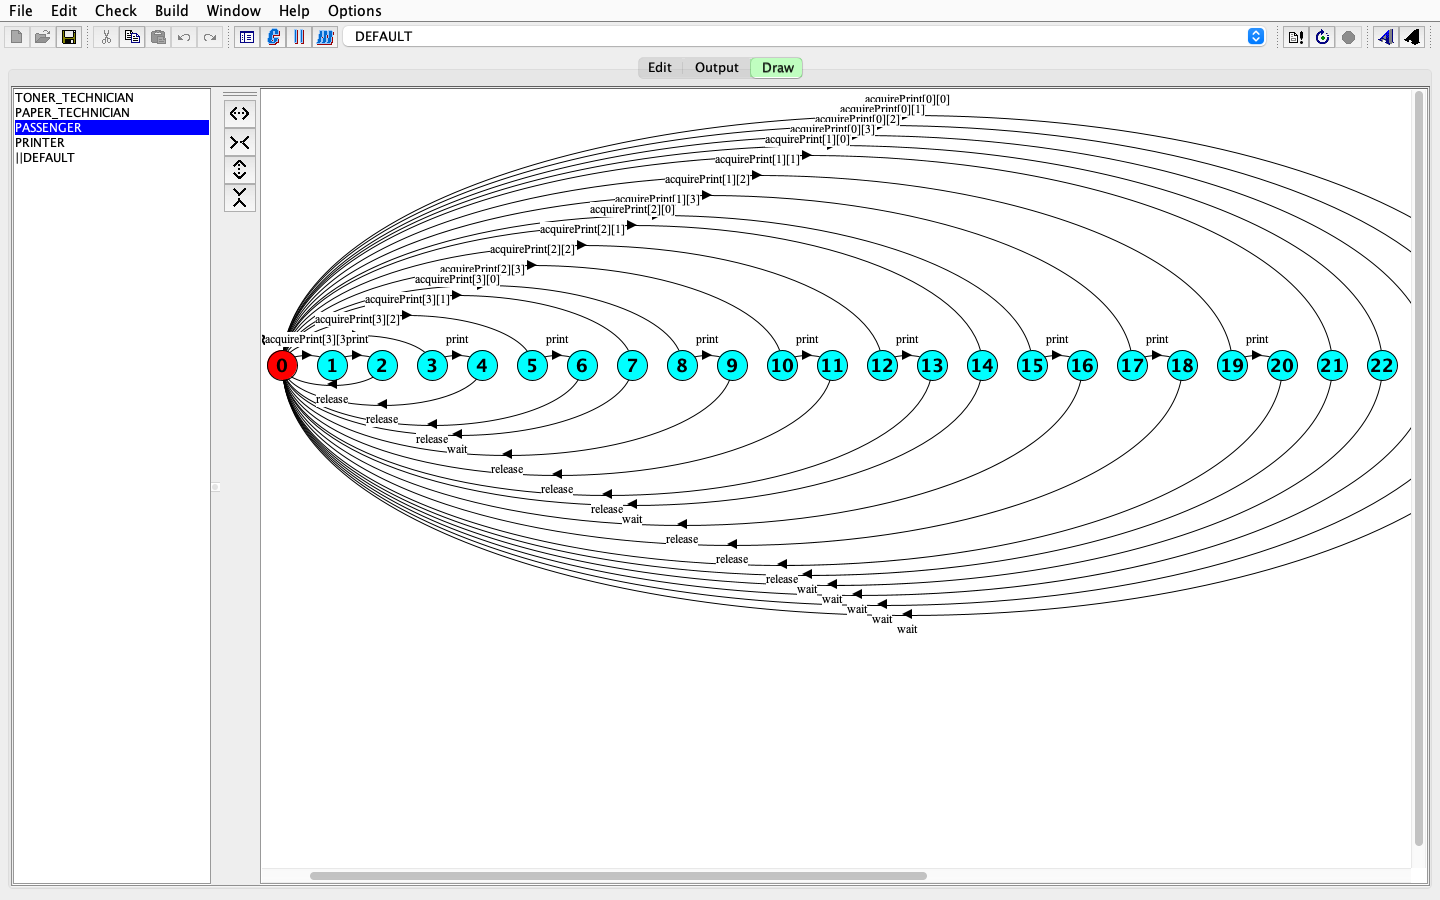 File Edit Check Build Window Help Options
DEFAULT
Edit Output Draw
TONER_TECHNICIAN
PAPER_TECHNICIAN
PASSENGER
PRINTER
||DEFAULT
acquirePrint[0][0]
acquirePrint[0][1]
acquirePrint[0][2]
acquirePrint[0][3]
acquirePrint[1][0]
acquirePrint[1][1]
acquirePrint[1][2]
acquirePrint[1][3]
acquirePrint[2][0]
acquirePrint[2][1]
acquirePrint[2][2]
acquirePrint[2][3]
acquirePrint[3][0]
acquirePrint[3][1]
acquirePrint[3][2]
acquirePrint[3][3 print print print print print print print print print
0 1 2 3 4 5 6 7 8 9 10 11 12 13 14 15 16 17 18 19 20 21 22
release
release
release
wait
release
release
release
wait
release
release
release
wait
wait
wait
wait
wait